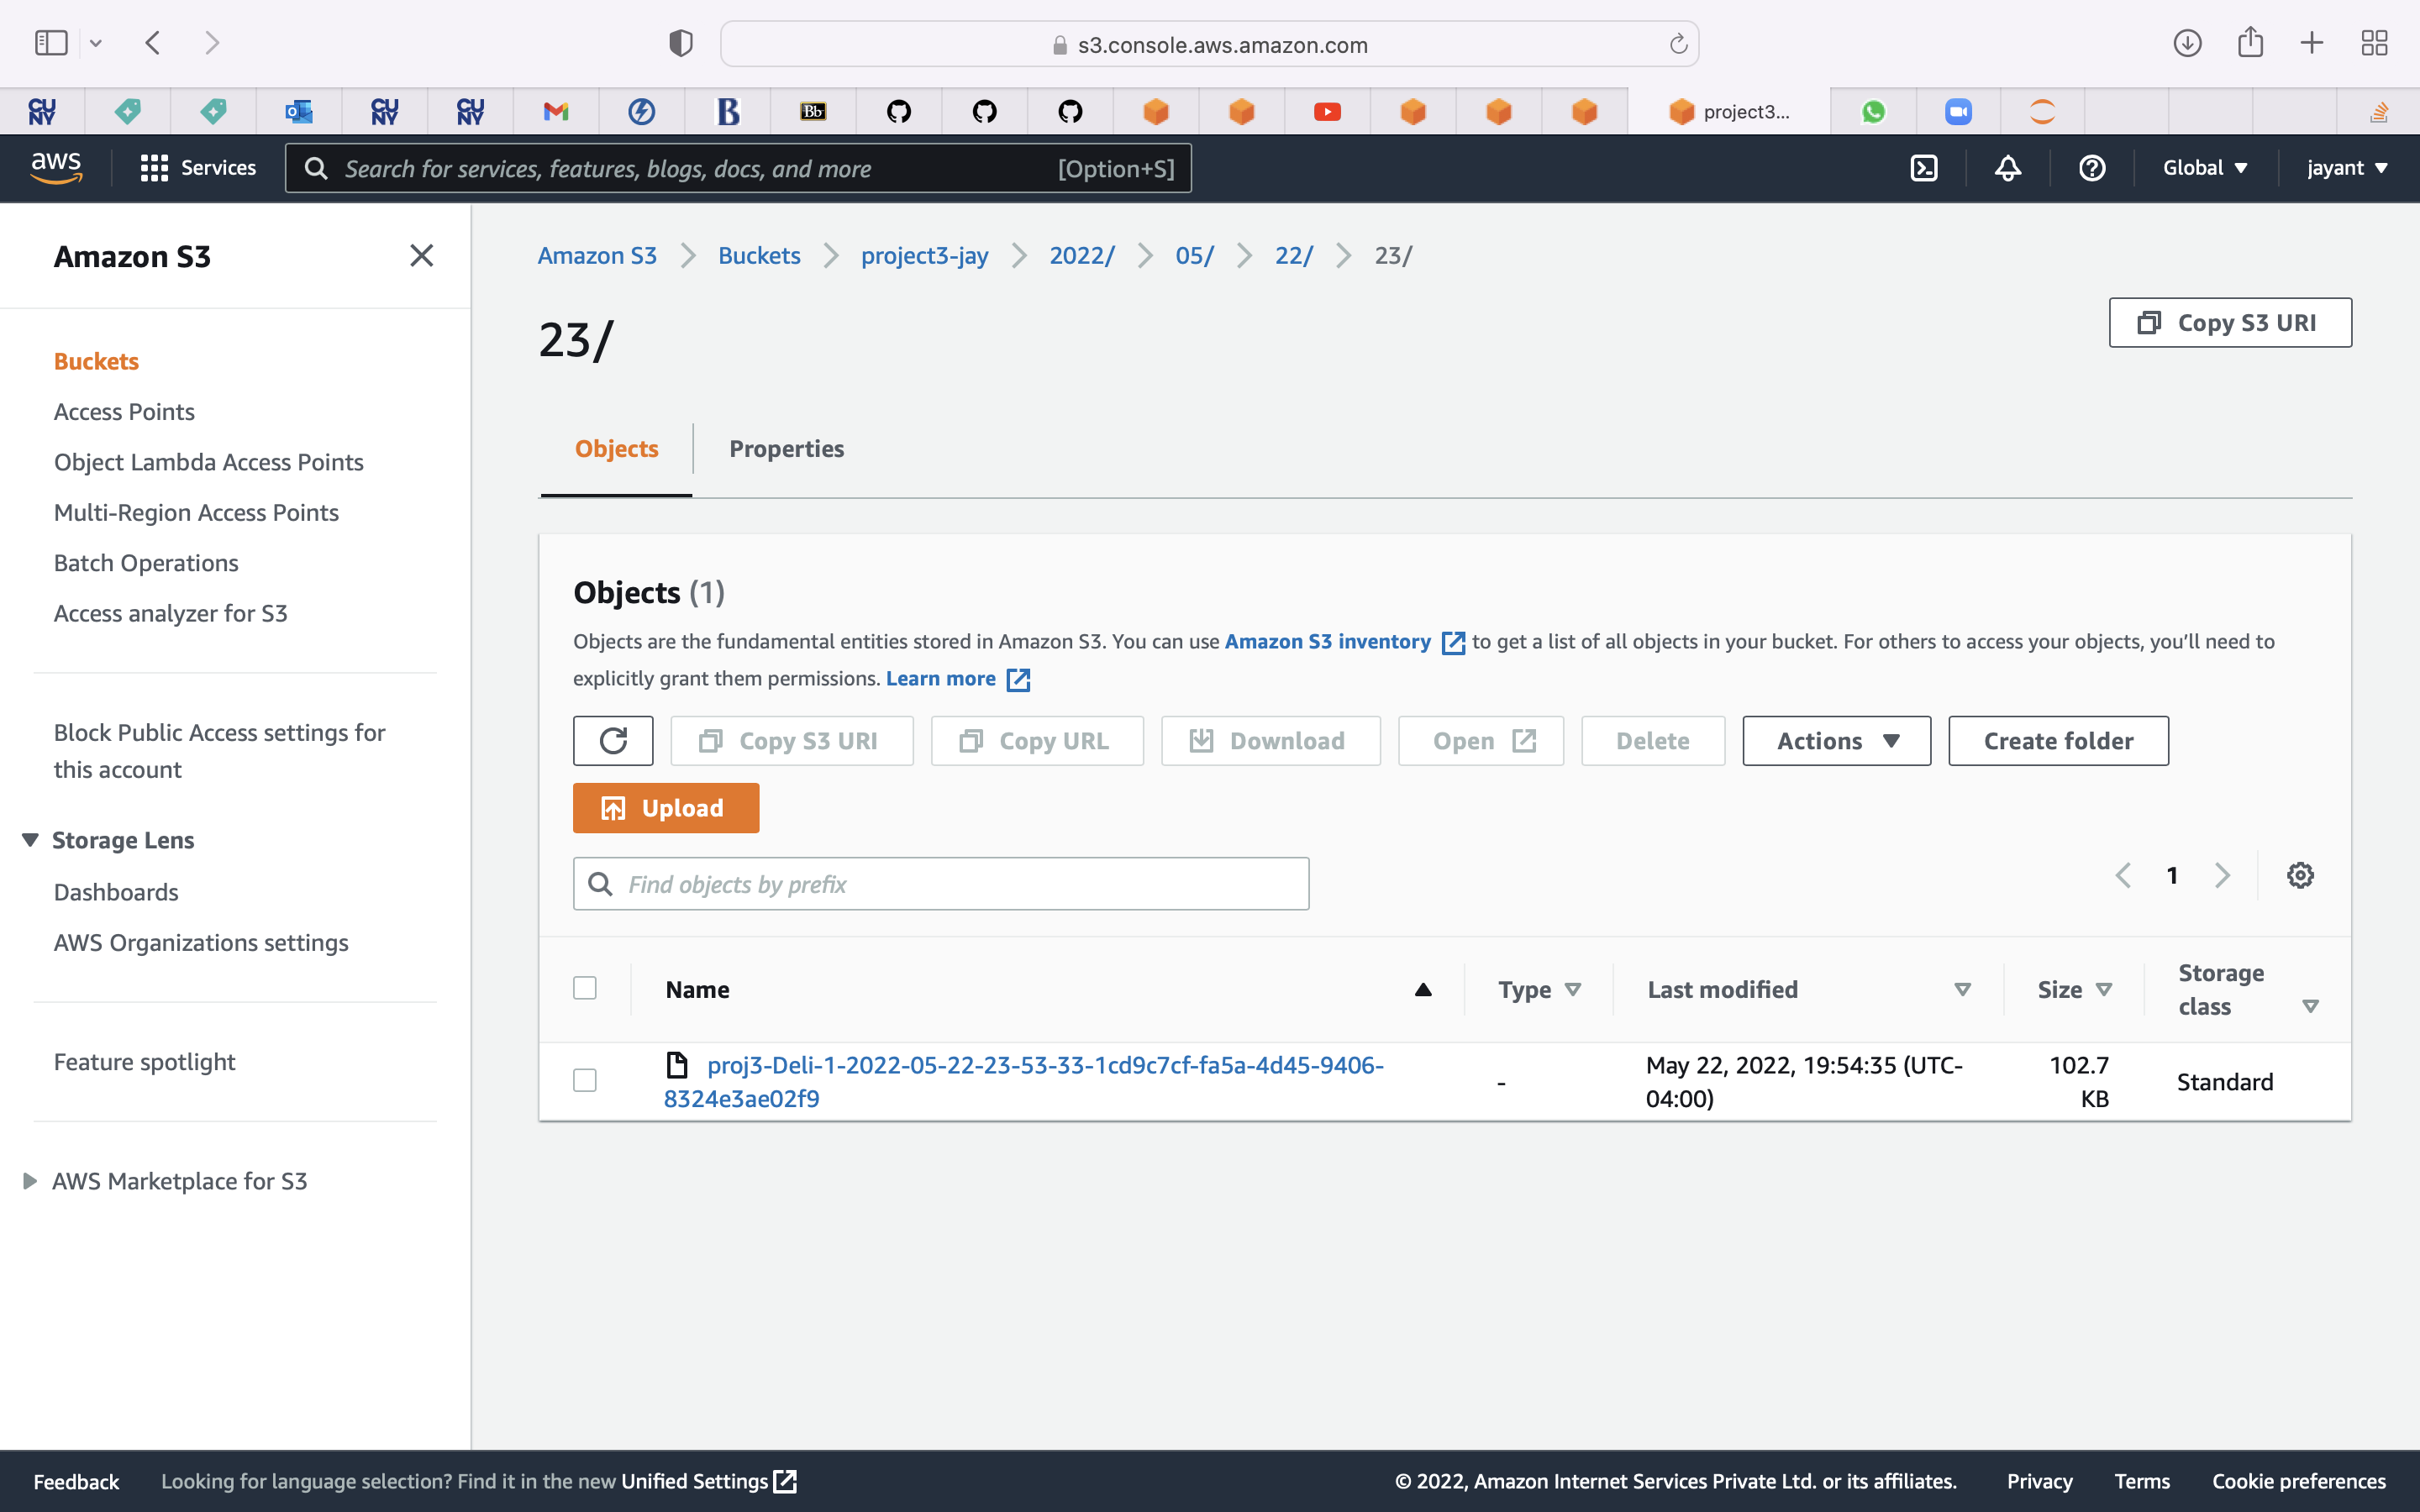 s3.console.aws.amazon.com
CUNY
CUNY
CUNY
B
Bb
project3...
aws
Services
Search for services, features, blogs, docs, and more
[Option+S]
Global
jayant
Amazon S3
Buckets
Access Points
Object Lambda Access Points
Multi-Region Access Points
Batch Operations
Access analyzer for S3
Block Public Access settings for
this account
Storage Lens
Dashboards
AWS Organizations settings
Feature spotlight
AWS Marketplace for S3
Amazon S3 Buckets project3-jay 2022/ 05/ 22/ 23/
23/
Copy S3 URI
Objects
Properties
Objects (1)
Objects are the fundamental entities stored in Amazon S3. You can use Amazon S3 inventory to get a list of all objects in your bucket. For others to access your objects, you’ll need to
explicitly grant them permissions. Learn more
Copy S3 URI
Copy URL
Download
Open
Delete
Actions
Create folder
Upload
Find objects by prefix
1
Name
Type
Last modified
Size
Storage
class
proj3-Deli-1-2022-05-22-23-53-33-1cd9c7cf-fa5a-4d45-9406-
8324e3ae02f9
-
May 22, 2022, 19:54:35 (UTC-
04:00)
102.7
KB
Standard
Feedback
Looking for language selection? Find it in the new Unified Settings
© 2022, Amazon Internet Services Private Ltd. or its affiliates.
Privacy
Terms
Cookie preferences